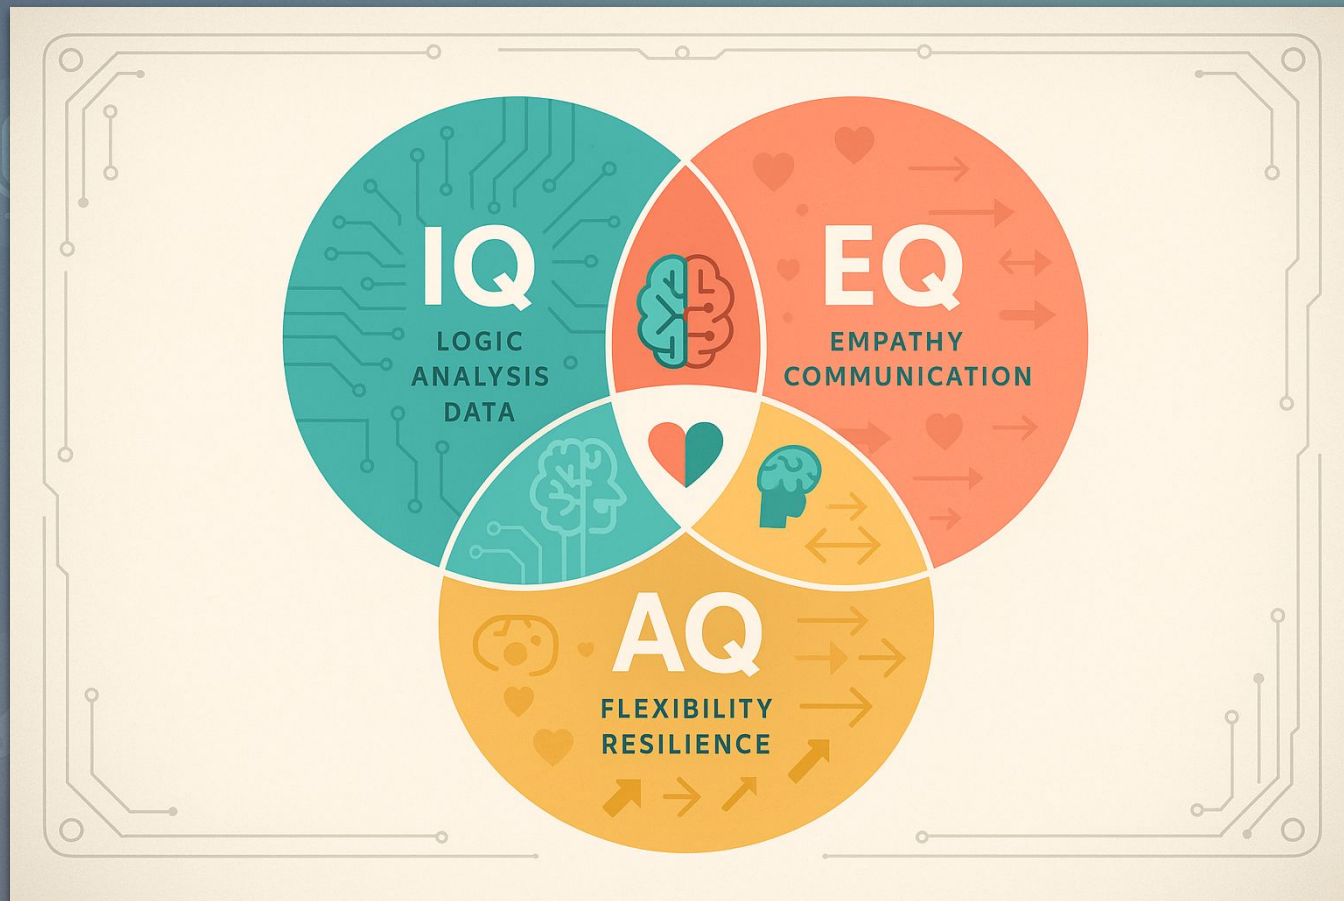 IQ
LOGIC
ANALYSIS
DATA
EQ
EMPATHY
COMMUNICATION
AQ
FLEXIBILITY
RESILIENCE